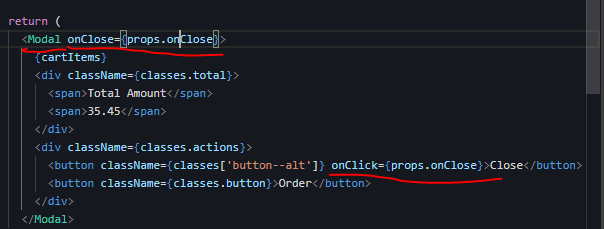 return (
<Modal onClose={props.onClose}>
{cartItems}
<div className={classes.total}>
<span>Total Amount</span>
<span>35.45</span>
</div>
<div className={classes.actions}>
<button className={classes['button--alt']} onClick={props.onClose}>Close</button>
<button className={classes.button}>Order</button>
</div>
</Modal>